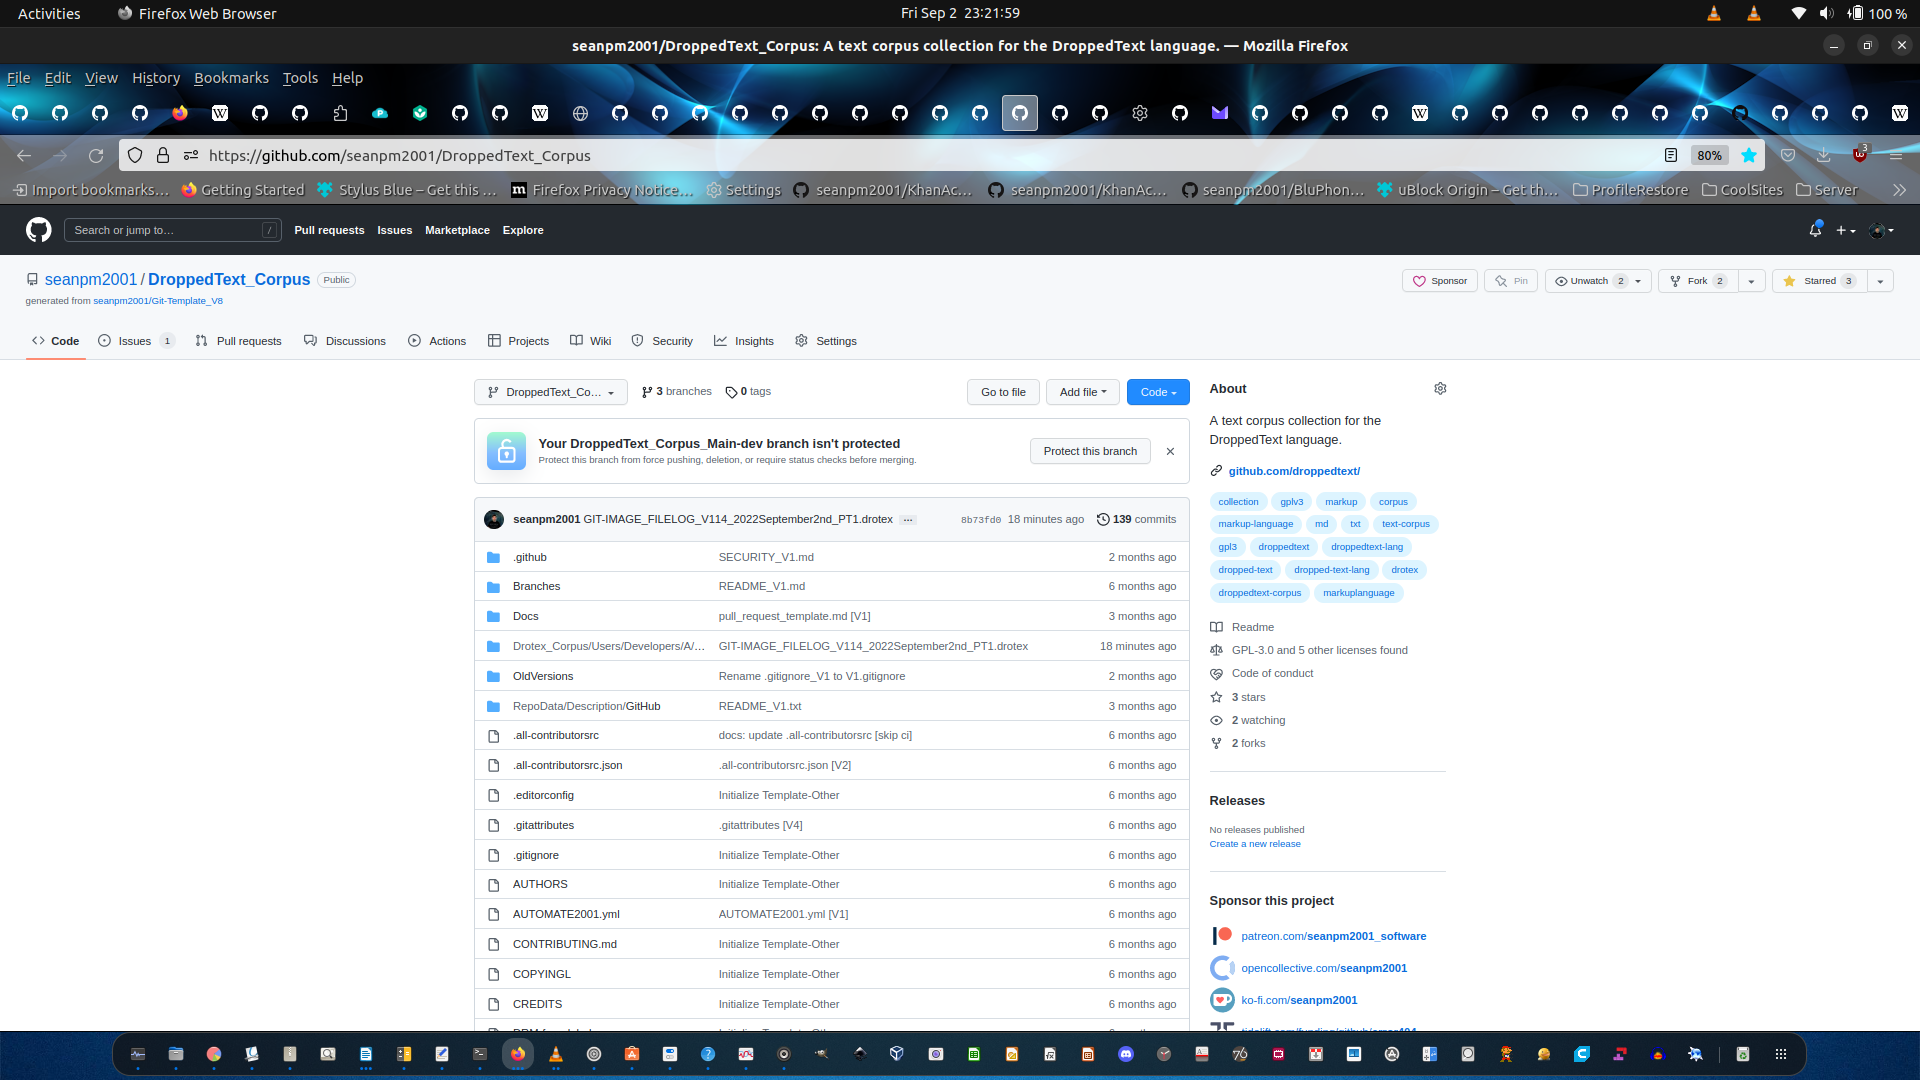 Activities Firefox Web Browser Fri Sep 2 23:21:59 100 %
seanpm2001/DroppedText_Corpus: A text corpus collection for the DroppedText language. — Mozilla Firefox
File Edit View History Bookmarks Tools Help
https://github.com/seanpm2001/DroppedText_Corpus 80% 3
Import bookmarks… Getting Started Stylus Blue – Get this … Firefox Privacy Notice… Settings seanpm2001/KhanAc… seanpm2001/KhanAc… seanpm2001/BluPhon… uBlock Origin – Get th… ProfileRestore CoolSites Server
Search or jump to… / Pull requests Issues Marketplace Explore
seanpm2001 / DroppedText_Corpus Public
Sponsor Pin Unwatch 2 Fork 2 Starred 3
generated from seanpm2001/Git-Template_V8
Code Issues 1 Pull requests Discussions Actions Projects Wiki Security Insights Settings
DroppedText_Co… 3 branches 0 tags Go to file Add file Code
Your DroppedText_Corpus_Main-dev branch isn't protected
Protect this branch from force pushing, deletion, or require status checks before merging.
Protect this branch
seanpm2001 GIT-IMAGE_FILELOG_V114_2022September2nd_PT1.drotex … 8b73fd0 18 minutes ago 139 commits
.github SECURITY_V1.md 2 months ago
Branches README_V1.md 6 months ago
Docs pull_request_template.md [V1] 3 months ago
Drotex_Corpus/Users/Developers/A/… GIT-IMAGE_FILELOG_V114_2022September2nd_PT1.drotex 18 minutes ago
OldVersions Rename .gitignore_V1 to V1.gitignore 2 months ago
RepoData/Description/GitHub README_V1.txt 3 months ago
.all-contributorsrc docs: update .all-contributorsrc [skip ci] 6 months ago
.all-contributorsrc.json .all-contributorsrc.json [V2] 6 months ago
.editorconfig Initialize Template-Other 6 months ago
.gitattributes .gitattributes [V4] 6 months ago
.gitignore Initialize Template-Other 6 months ago
AUTHORS Initialize Template-Other 6 months ago
AUTOMATE2001.yml AUTOMATE2001.yml [V1] 6 months ago
CONTRIBUTING.md Initialize Template-Other 6 months ago
COPYINGL Initialize Template-Other 6 months ago
CREDITS Initialize Template-Other 6 months ago
About
A text corpus collection for the
DroppedText language.
github.com/droppedtext/
collection gplv3 markup corpus
markup-language md txt text-corpus
gpl3 droppedtext droppedtext-lang
dropped-text dropped-text-lang drotex
droppedtext-corpus markuplanguage
Readme
GPL-3.0 and 5 other licenses found
Code of conduct
3 stars
2 watching
2 forks
Releases
No releases published
Create a new release
Sponsor this project
patreon.com/seanpm2001_software
opencollective.com/seanpm2001
ko-fi.com/seanpm2001